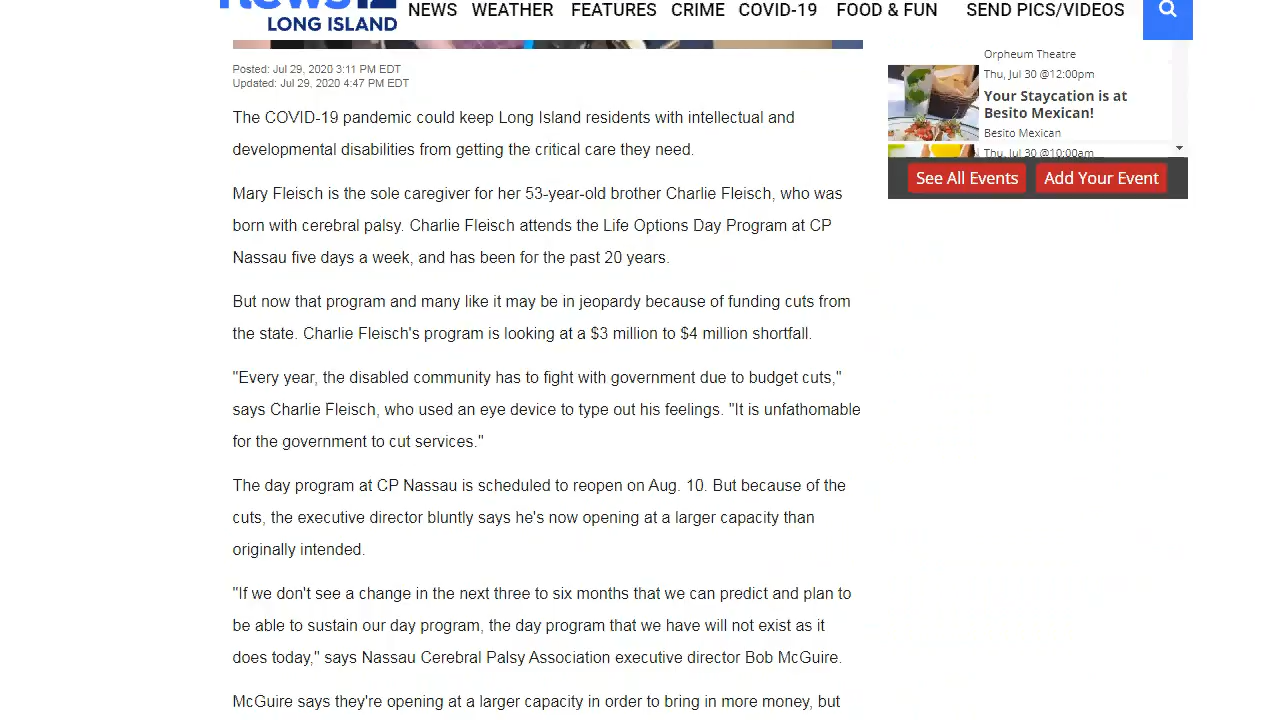 news12
LONG ISLAND
NEWS WEATHER FEATURES CRIME COVID-19 FOOD & FUN SEND PICS/VIDEOS
Posted: Jul 29, 2020 3:11 PM EDT
Updated: Jul 29, 2020 4:47 PM EDT
The COVID-19 pandemic could keep Long Island residents with intellectual and
developmental disabilities from getting the critical care they need.
Mary Fleisch is the sole caregiver for her 53-year-old brother Charlie Fleisch, who was
born with cerebral palsy. Charlie Fleisch attends the Life Options Day Program at CP
Nassau five days a week, and has been for the past 20 years.
But now that program and many like it may be in jeopardy because of funding cuts from
the state. Charlie Fleisch's program is looking at a $3 million to $4 million shortfall.
"Every year, the disabled community has to fight with government due to budget cuts,"
says Charlie Fleisch, who used an eye device to type out his feelings. "It is unfathomable
for the government to cut services."
The day program at CP Nassau is scheduled to reopen on Aug. 10. But because of the
cuts, the executive director bluntly says he's now opening at a larger capacity than
originally intended.
"If we don't see a change in the next three to six months that we can predict and plan to
be able to sustain our day program, the day program that we have will not exist as it
does today," says Nassau Cerebral Palsy Association executive director Bob McGuire.
McGuire says they're opening at a larger capacity in order to bring in more money, but
Orpheum Theatre
Thu, Jul 30 @12:00pm
Your Staycation is at
Besito Mexican!
Besito Mexican
Thu, Jul 30 @10:00am
See All Events Add Your Event